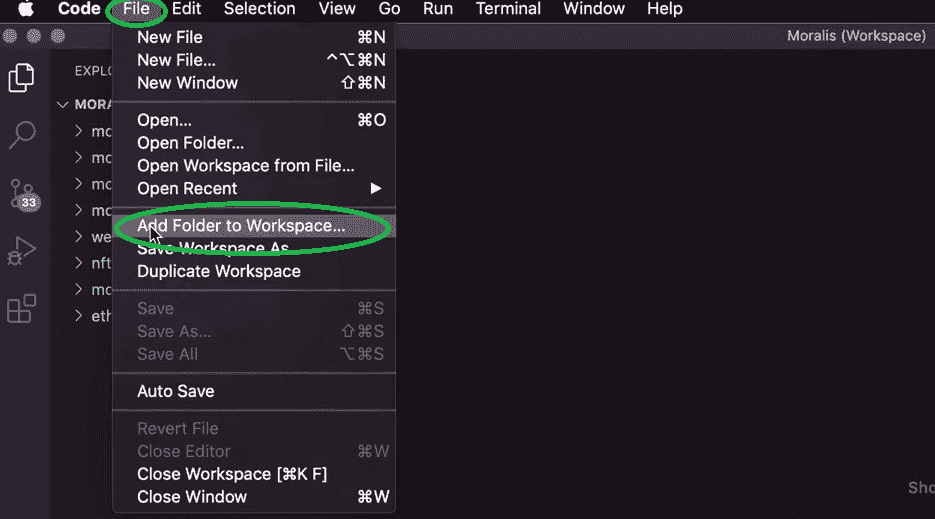 Code File Edit Selection View Go Run Terminal Window Help
Moralis (Workspace)
EXPLO
MORA
New File ⌘N
New File... ^⌥⌘N
New Window ⇧⌘N
Open... ⌘O
Open Folder...
Open Workspace from File...
Open Recent ▶
Add Folder to Workspace...
Save Workspace As
Duplicate Workspace
Save ⌘S
Save As... ⇧⌘S
Save All ⌥⌘S
Auto Save
Revert File
Close Editor ⌘W
Close Workspace [⌘K F]
Close Window ⌘W
mo
mo
mo
mo
we
nft
mo
eth
33
Sho